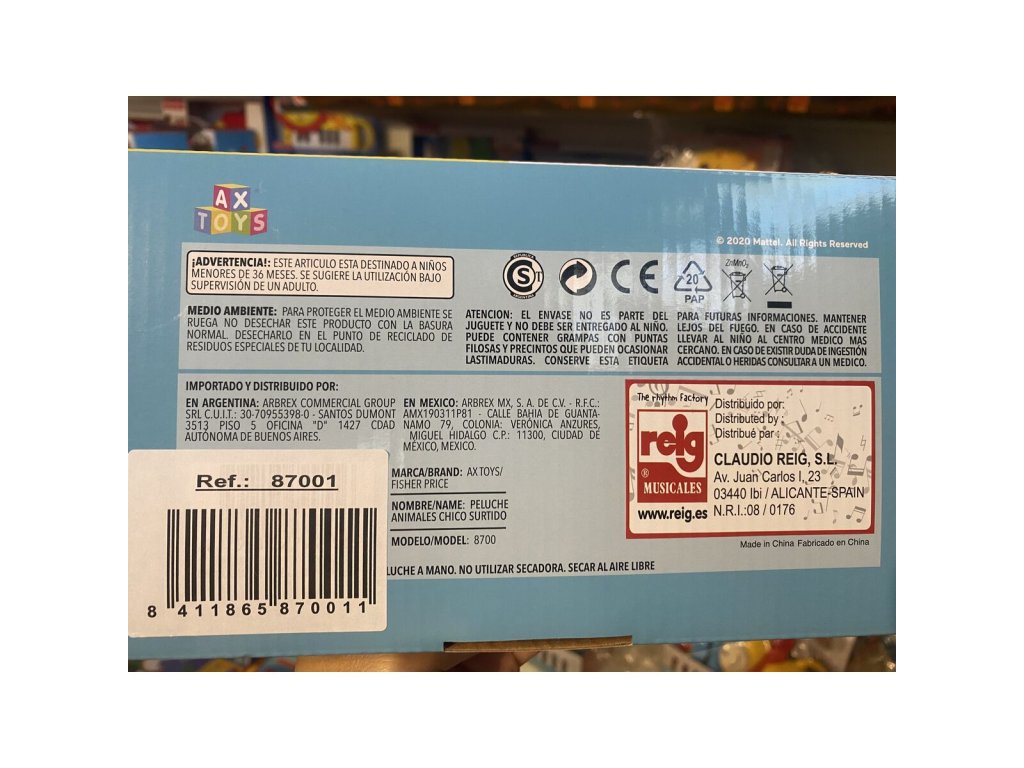 AX
TOYS
© 2020 Mattel. All Rights Reserved
¡ADVERTENCIA!: ESTE ARTICULO ESTA DESTINADO A NIÑOS
MENORES DE 36 MESES. SE SUGIERE LA UTILIZACIÓN BAJO
SUPERVISIÓN DE UN ADULTO.
MEDIO AMBIENTE: PARA PROTEGER EL MEDIO AMBIENTE SE
RUEGA NO DESECHAR ESTE PRODUCTO CON LA BASURA
NORMAL. DESECHARLO EN EL PUNTO DE RECICLADO DE
RESIDUOS ESPECIALES DE TU LOCALIDAD.
S T
CE
20
PAP
ZnMnO₂
ATENCION: EL ENVASE NO ES PARTE DEL
JUGUETE Y NO DEBE SER ENTREGADO AL NIÑO.
PUEDE CONTENER GRAMPAS CON PUNTAS
FILOSAS Y PRECINTOS QUE PUEDEN OCASIONAR
LASTIMADURAS. CONSERVE ESTA ETIQUETA
PARA FUTURAS INFORMACIONES. MANTENER
LEJOS DEL FUEGO. EN CASO DE ACCIDENTE
LLEVAR AL NIÑO AL CENTRO MEDICO MAS
CERCANO. EN CASO DE EXISTIR DUDA DE INGESTIÓN
ACCIDENTAL O HERIDAS CONSULTAR A UN MEDICO.
IMPORTADO Y DISTRIBUIDO POR:
EN ARGENTINA: ARBREX COMMERCIAL GROUP
SRL C.U.I.T.: 30-70955398-0 - SANTOS DUMONT
3513 PISO 5 OFICINA "D" 1427 CDAD
AUTÓNOMA DE BUENOS AIRES.
EN MEXICO: ARBREX MX, S. A. DE C.V. - R.F.C.:
AMX190311P81 - CALLE BAHIA DE GUANTA-
NAMO 79, COLONIA: VERÓNICA ANZURES,
MIGUEL HIDALGO C.P.: 11300, CIUDAD DE
MÉXICO, MEXICO.
MARCA/BRAND: AX TOYS/
FISHER PRICE
NOMBRE/NAME: PELUCHE
ANIMALES CHICO SURTIDO
MODELO/MODEL: 8700
LUCHE A MANO. NO UTILIZAR SECADORA. SECAR AL AIRE LIBRE
The rhythm Factory
reig
®
MUSICALES
www.reig.es
Distribuido por:
Distributed by:
Distribué par:
CLAUDIO REIG, S.L.
Av. Juan Carlos I, 23
03440 Ibi / ALICANTE-SPAIN
N.R.I.:08 / 0176
Made in China Fabricado en China
Ref.: 87001
8 411865 870011